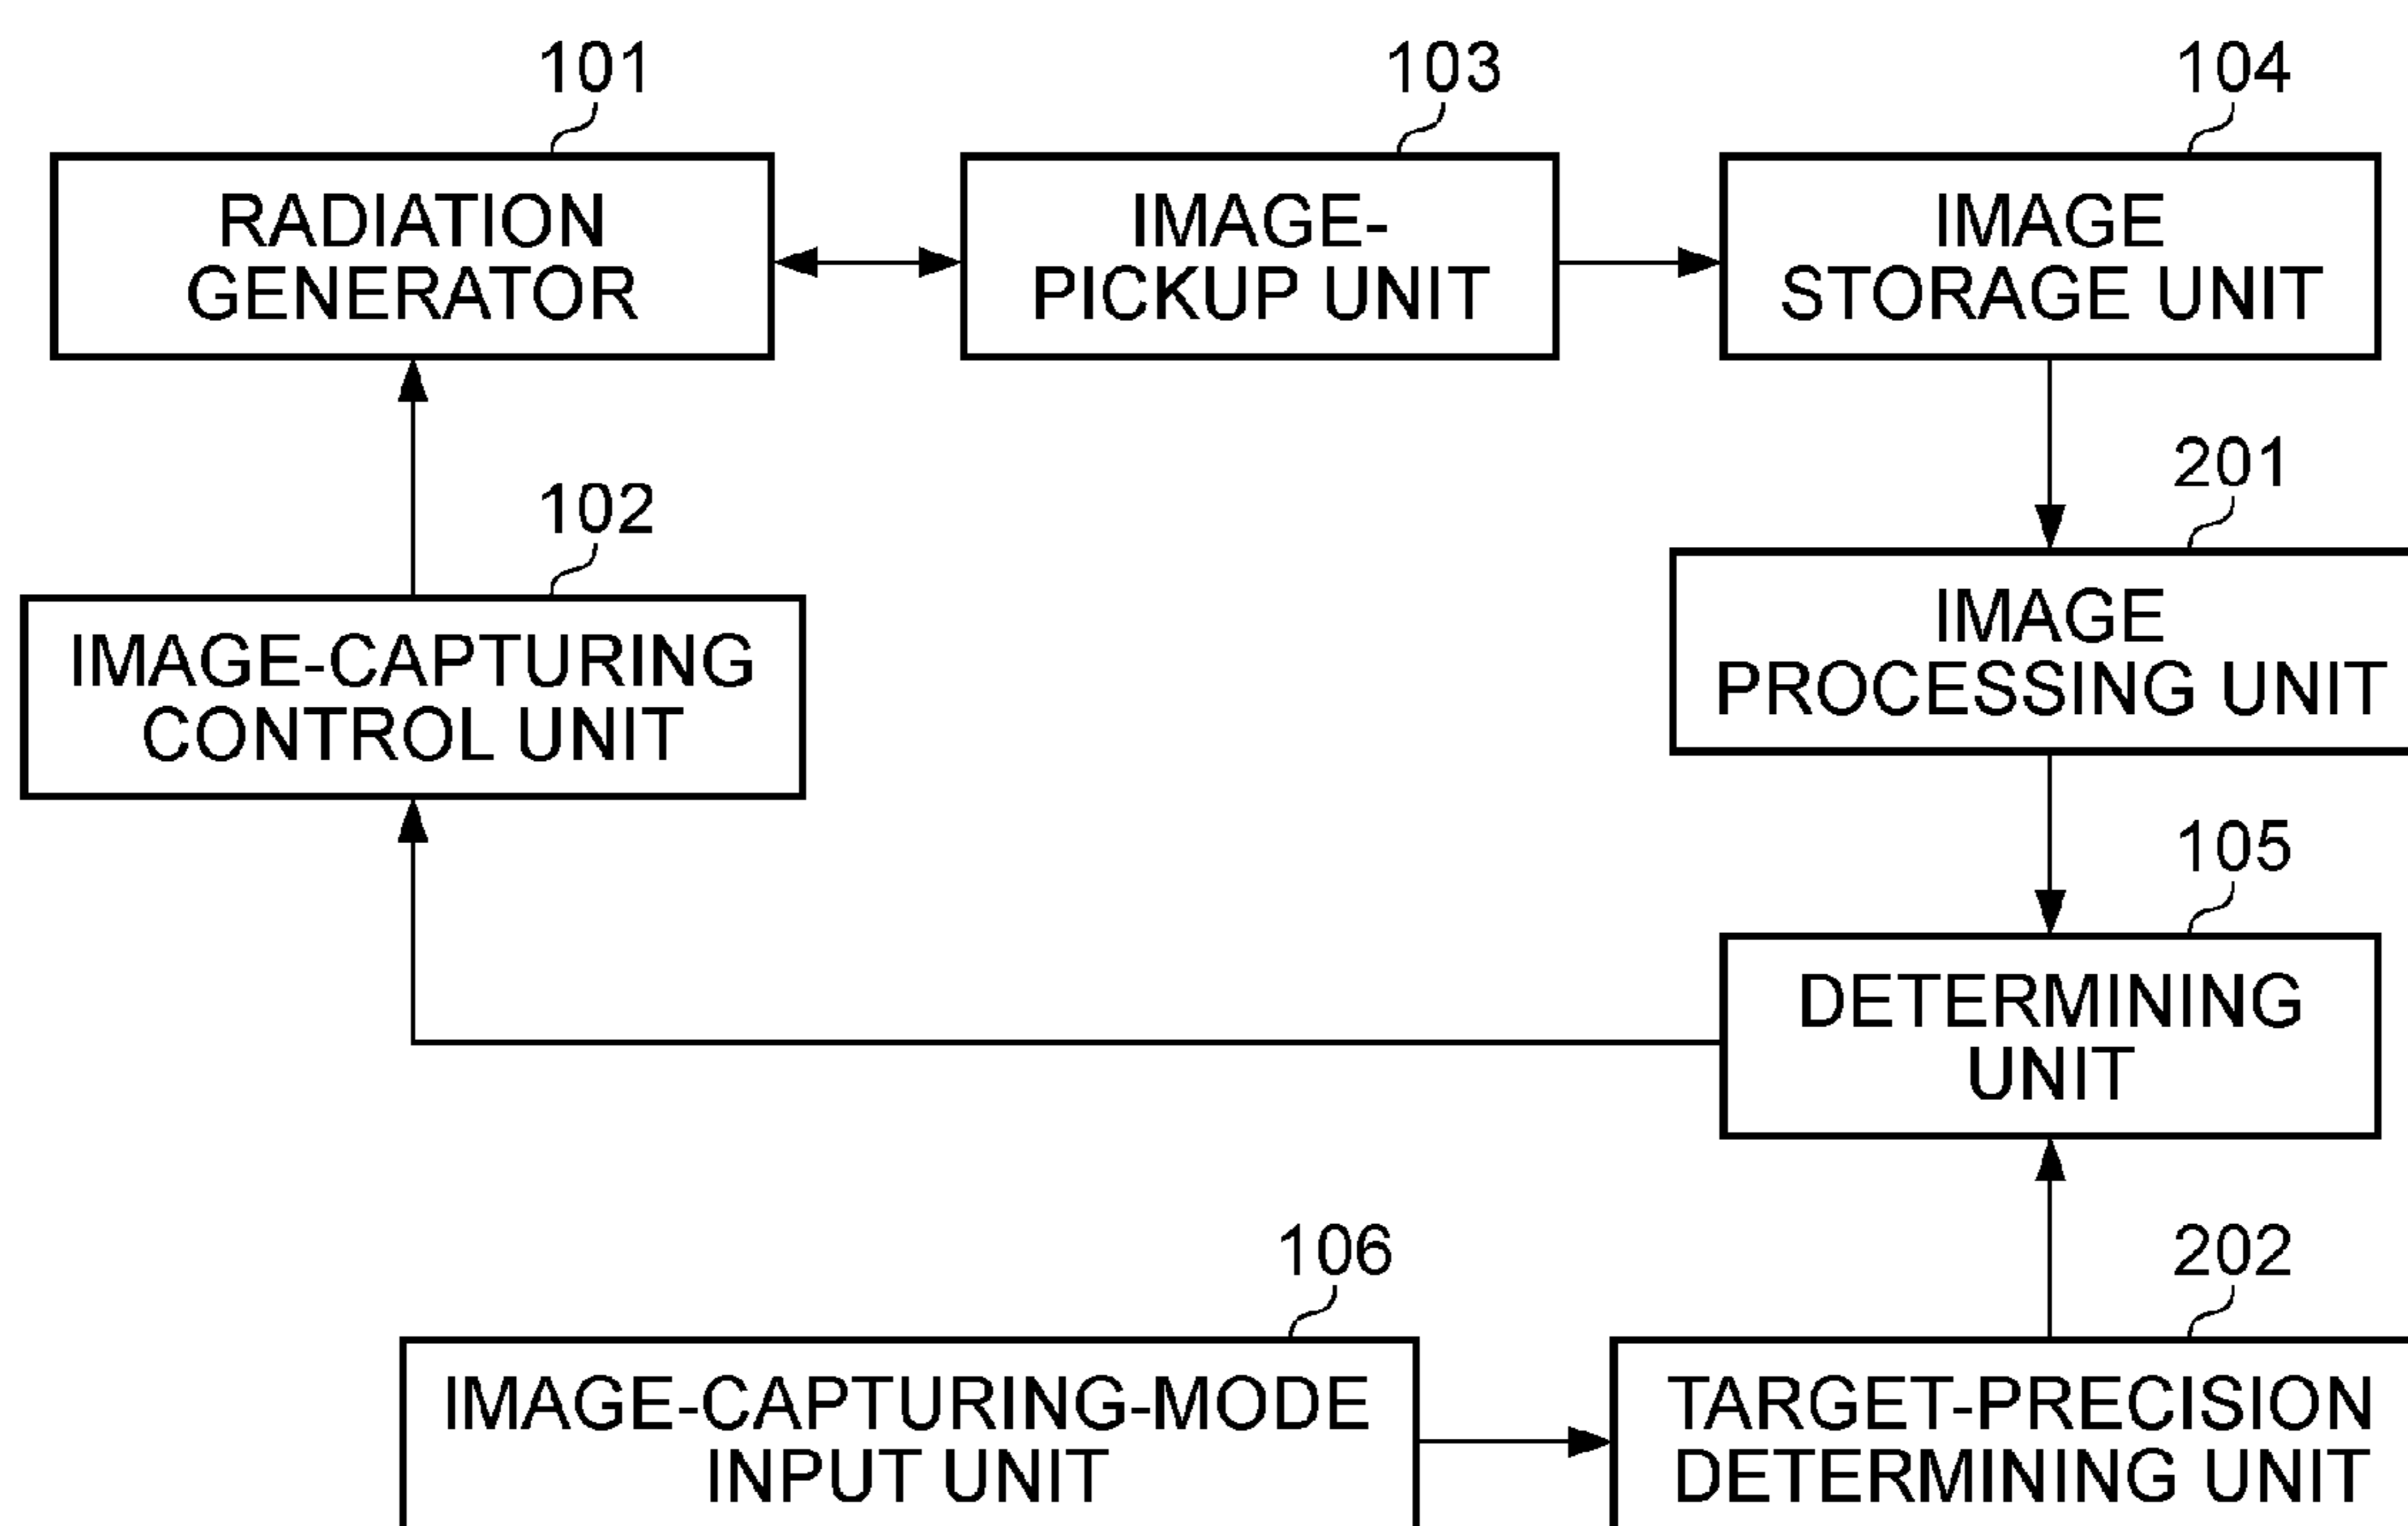 101
RADIATION
GENERATOR
103
IMAGE-
PICKUP UNIT
104
IMAGE
STORAGE UNIT
102
IMAGE-CAPTURING
CONTROL UNIT
201
IMAGE
PROCESSING UNIT
105
DETERMINING
UNIT
106
IMAGE-CAPTURING-MODE
INPUT UNIT
202
TARGET-PRECISION
DETERMINING UNIT